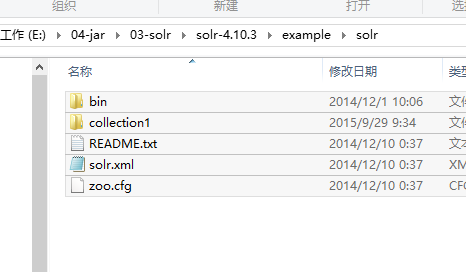 组织 新建 打开 选择
工作 (E:) 04-jar 03-solr solr-4.10.3 example solr
名称 修改日期 类型
bin 2014/12/1 10:06 文件
collection1 2015/9/29 9:34 文件
README.txt 2014/12/10 0:37 文本
solr.xml 2014/12/10 0:37 XM
zoo.cfg 2014/12/10 0:37 CFG